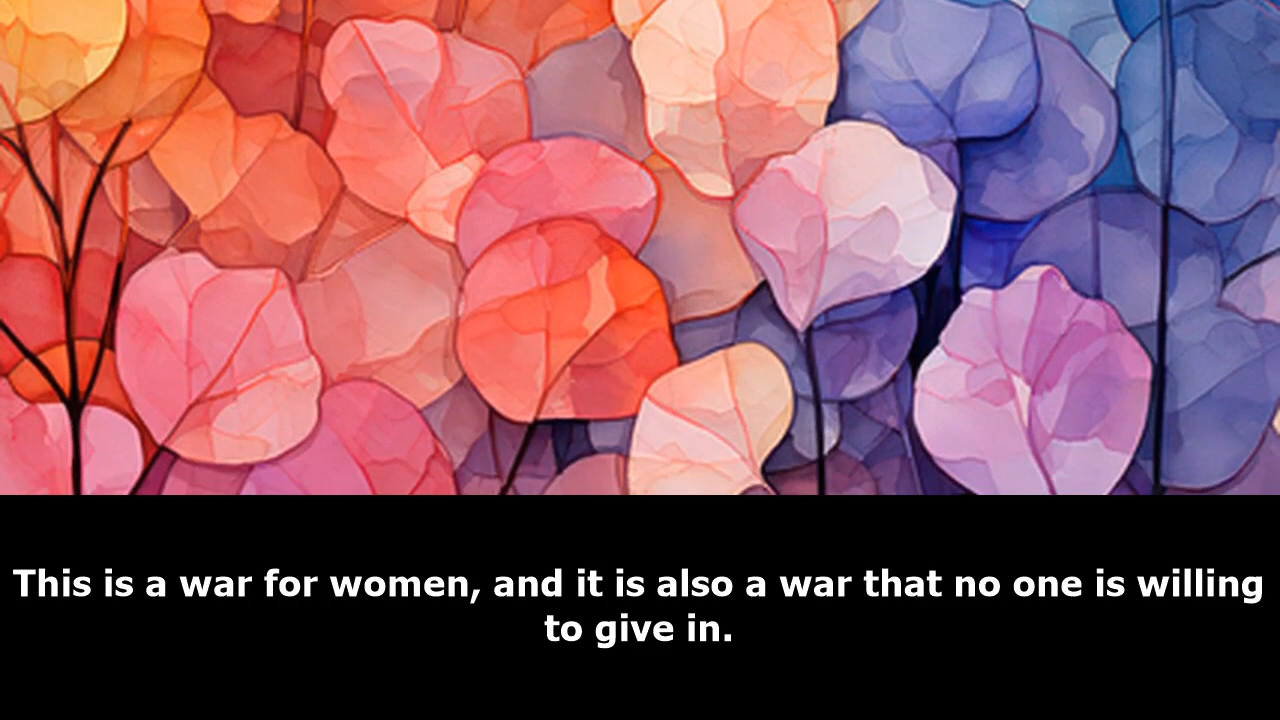 This is a war for women, and it is also a war that no one is willing
to give in.